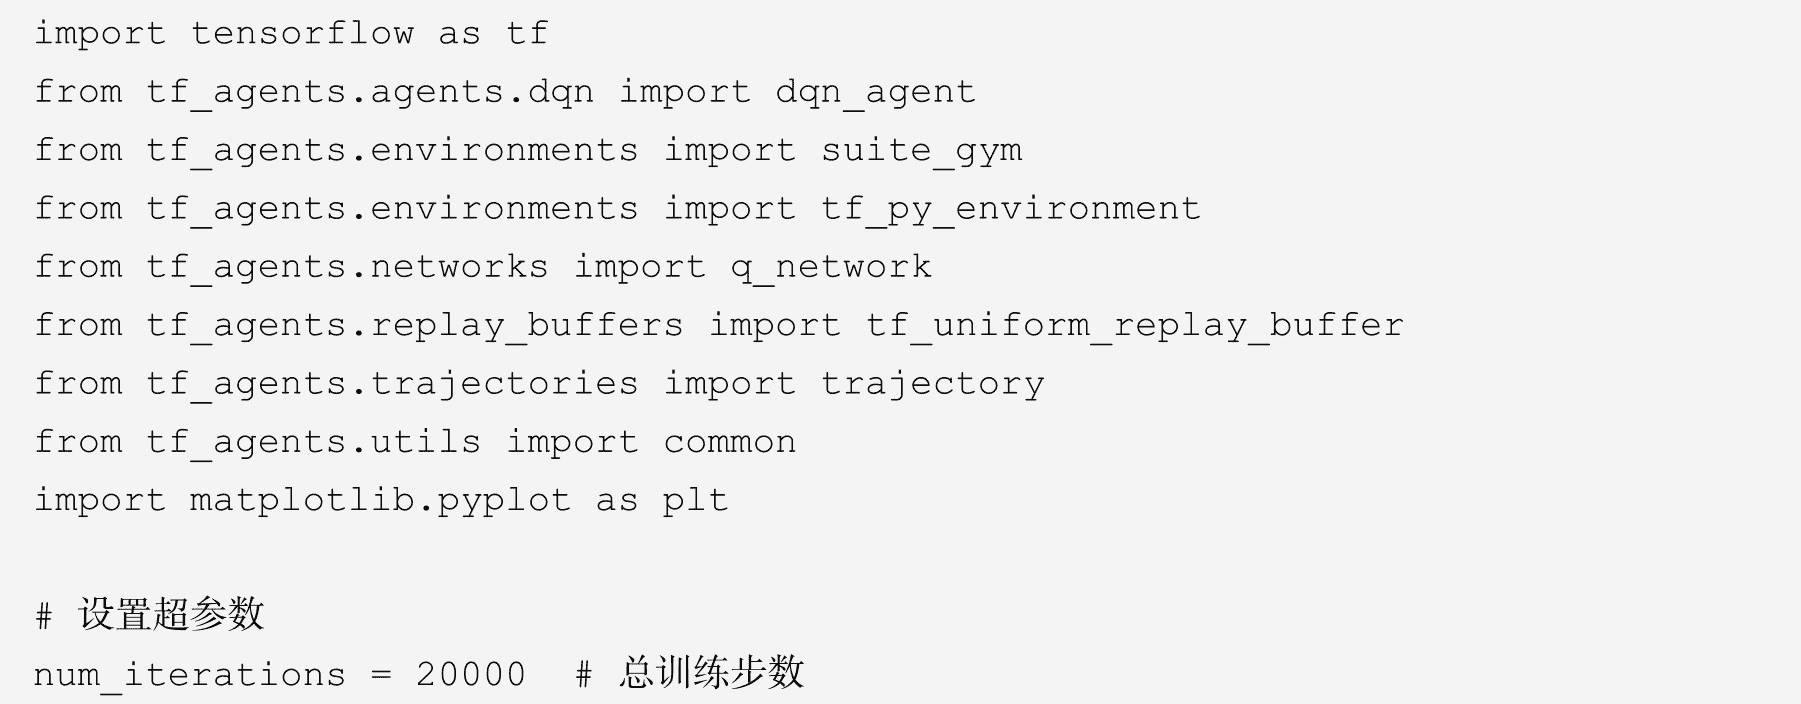 import tensorflow as tf
from tf_agents.agents.dqn import dqn_agent
from tf_agents.environments import suite_gym
from tf_agents.environments import tf_py_environment
from tf_agents.networks import q_network
from tf_agents.replay_buffers import tf_uniform_replay_buffer
from tf_agents.trajectories import trajectory
from tf_agents.utils import common
import matplotlib.pyplot as plt
# 设置超参数
num_iterations = 20000  # 总训练步数